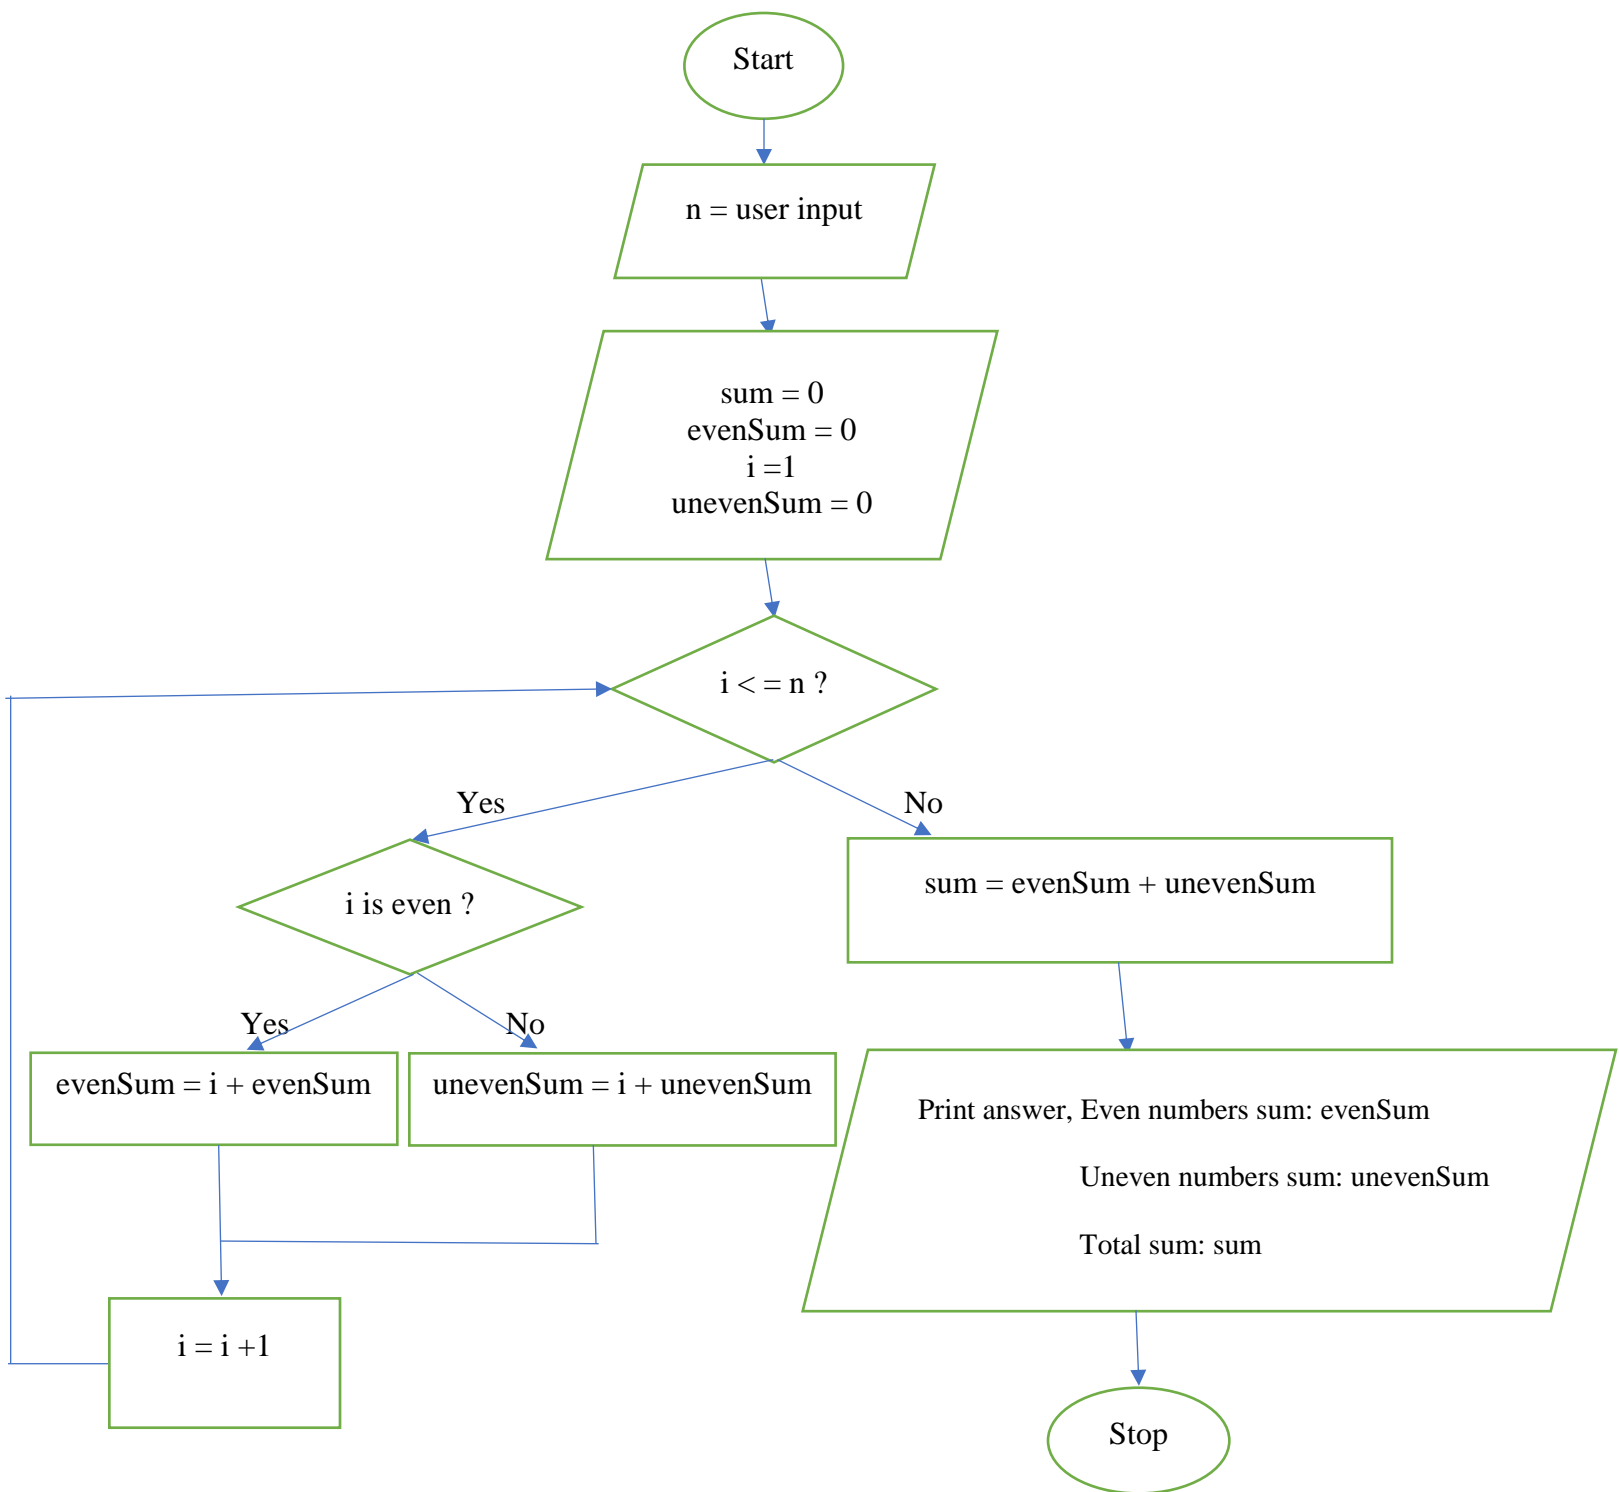 Start
n = user input
sum = 0
evenSum = 0
i =1
unevenSum = 0
i < = n ?
Yes
No
i is even ?
sum = evenSum + unevenSum
Yes
No
evenSum = i + evenSum
unevenSum = i + unevenSum
Print answer, Even numbers sum: evenSum
Uneven numbers sum: unevenSum
Total sum: sum
i = i +1
Stop